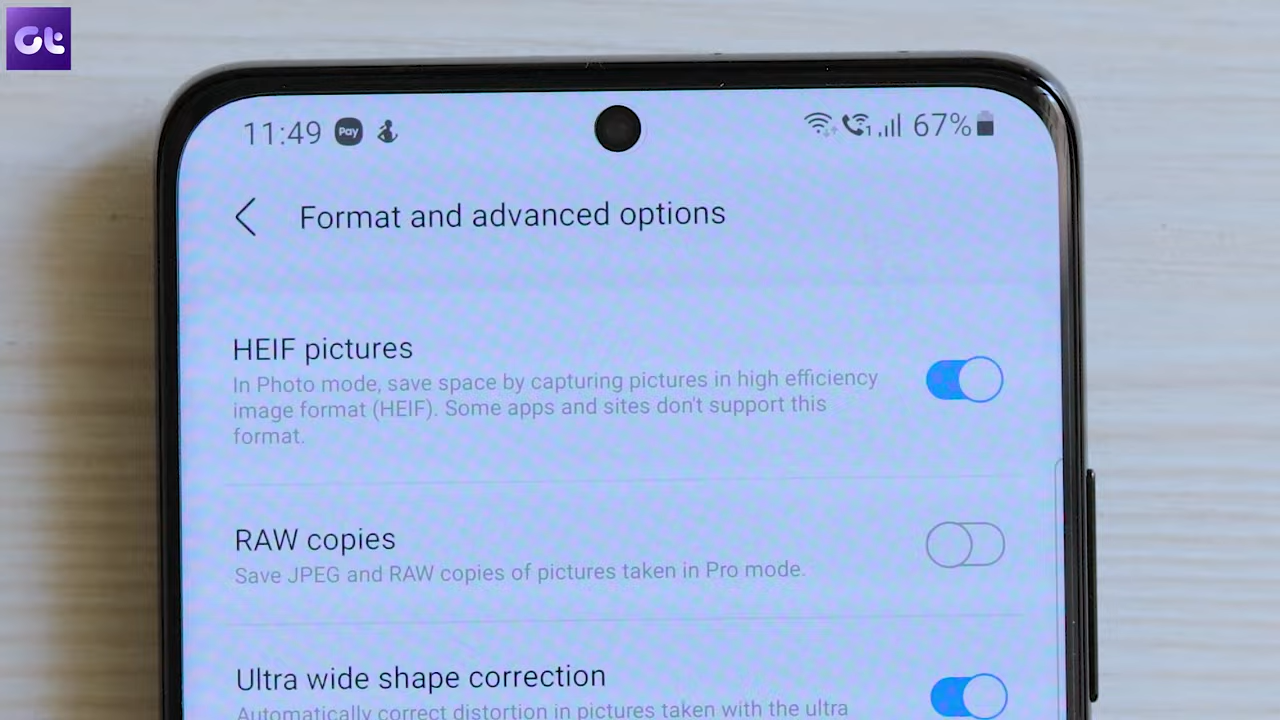 Gt
11:49 Pay 67%
Format and advanced options
HEIF pictures
In Photo mode, save space by capturing pictures in high efficiency
image format (HEIF). Some apps and sites don't support this
format.
RAW copies
Save JPEG and RAW copies of pictures taken in Pro mode.
Ultra wide shape correction
Automatically correct distortion in pictures taken with the ultra